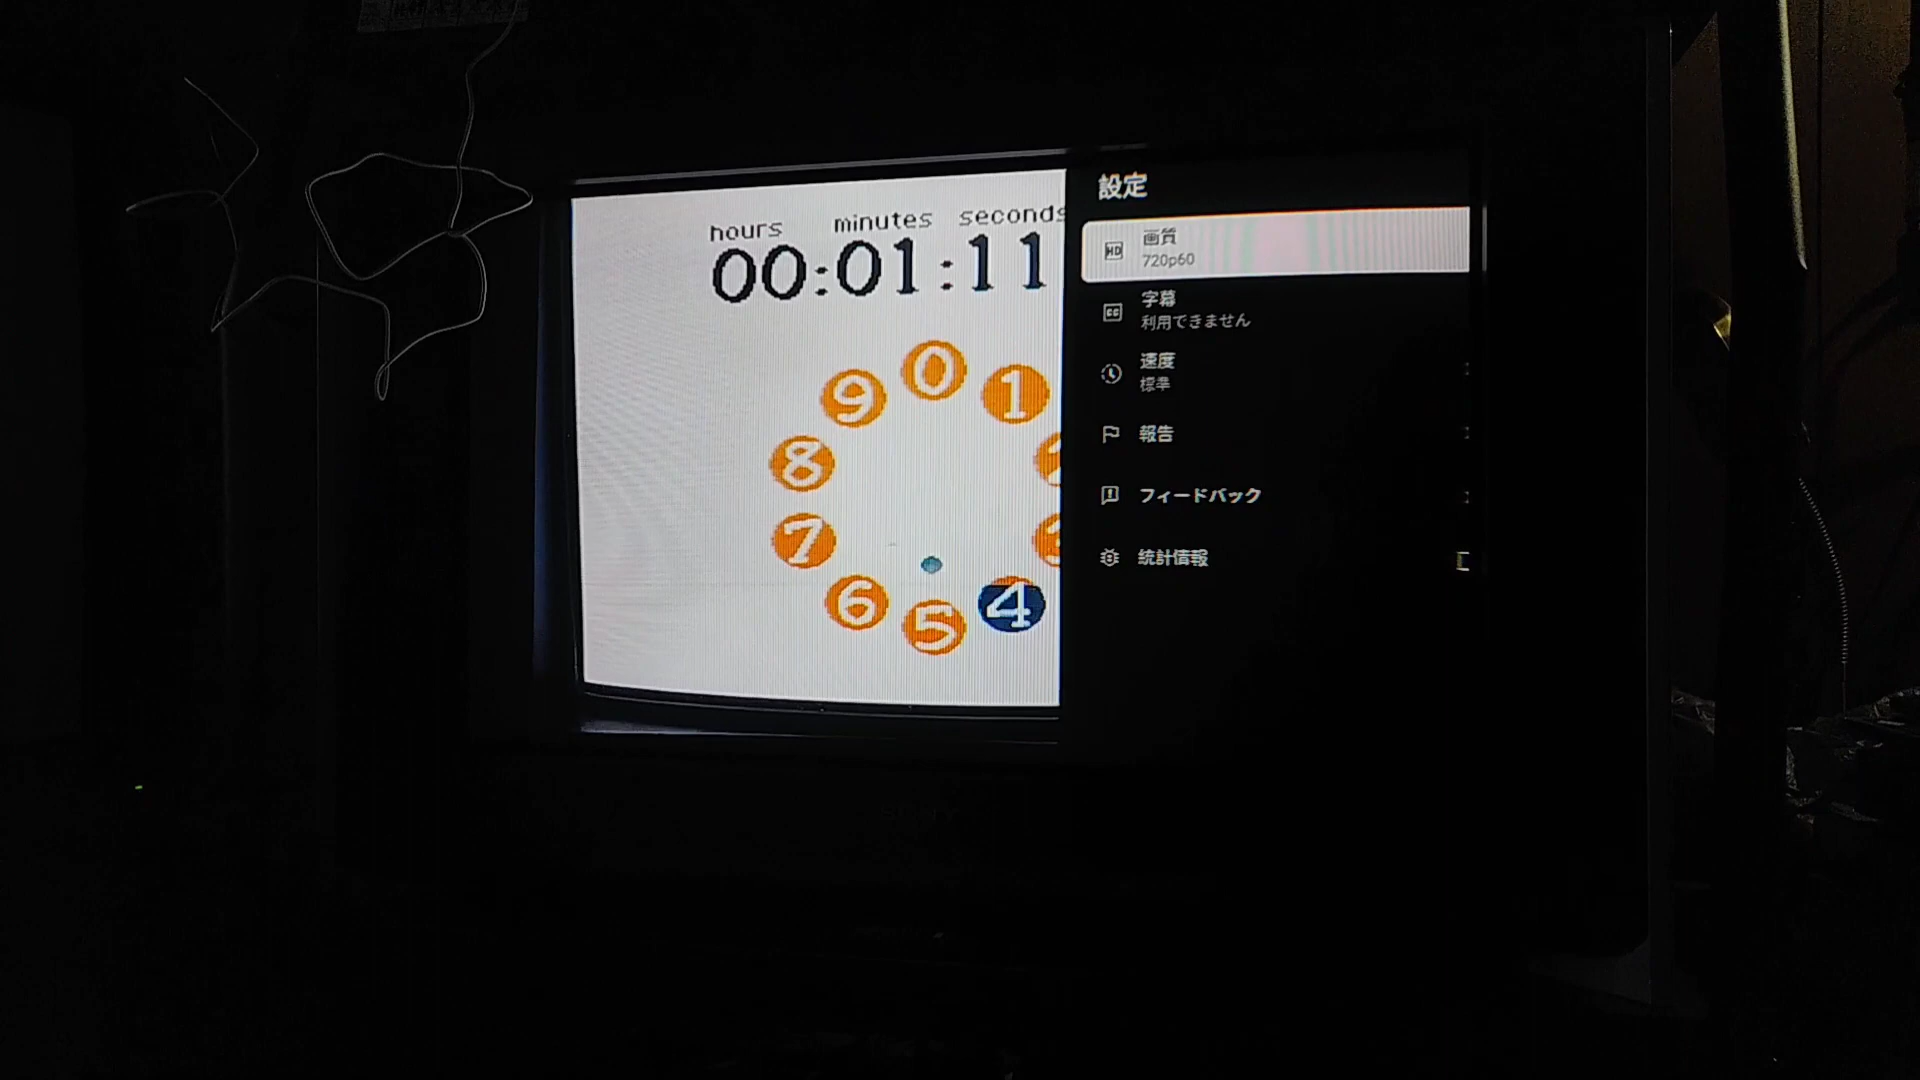 hours minutes seconds
00:01:11
0
1
9
8
7
6
5
4
設定
画質
720p60
字幕
利用できません
速度
標準
報告
フィードバック
統計情報